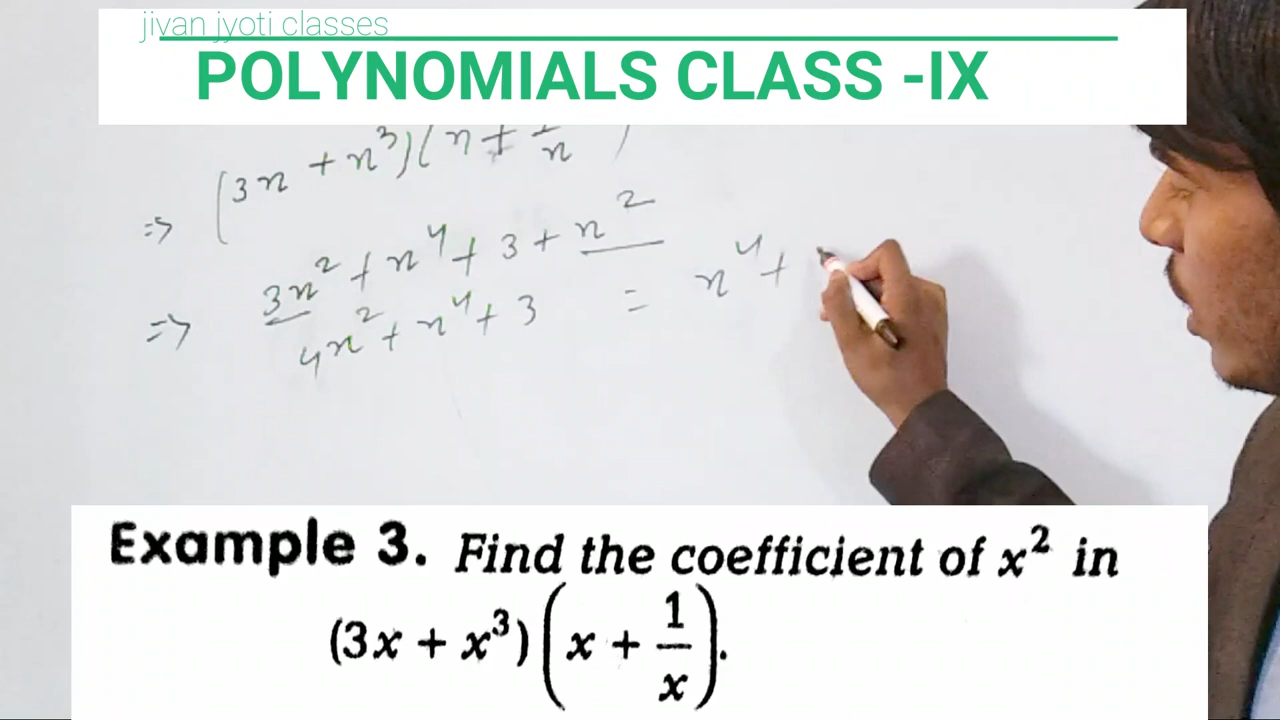 jivan jyoti classes
POLYNOMIALS CLASS -IX
=> (3x + x³)(x + 1/x)
=> 3x² + x⁴ + 3 + x²
4x² + x⁴ + 3 = x⁴ +
Example 3. Find the coefficient of x² in
(3x + x³)(x + 1/x).